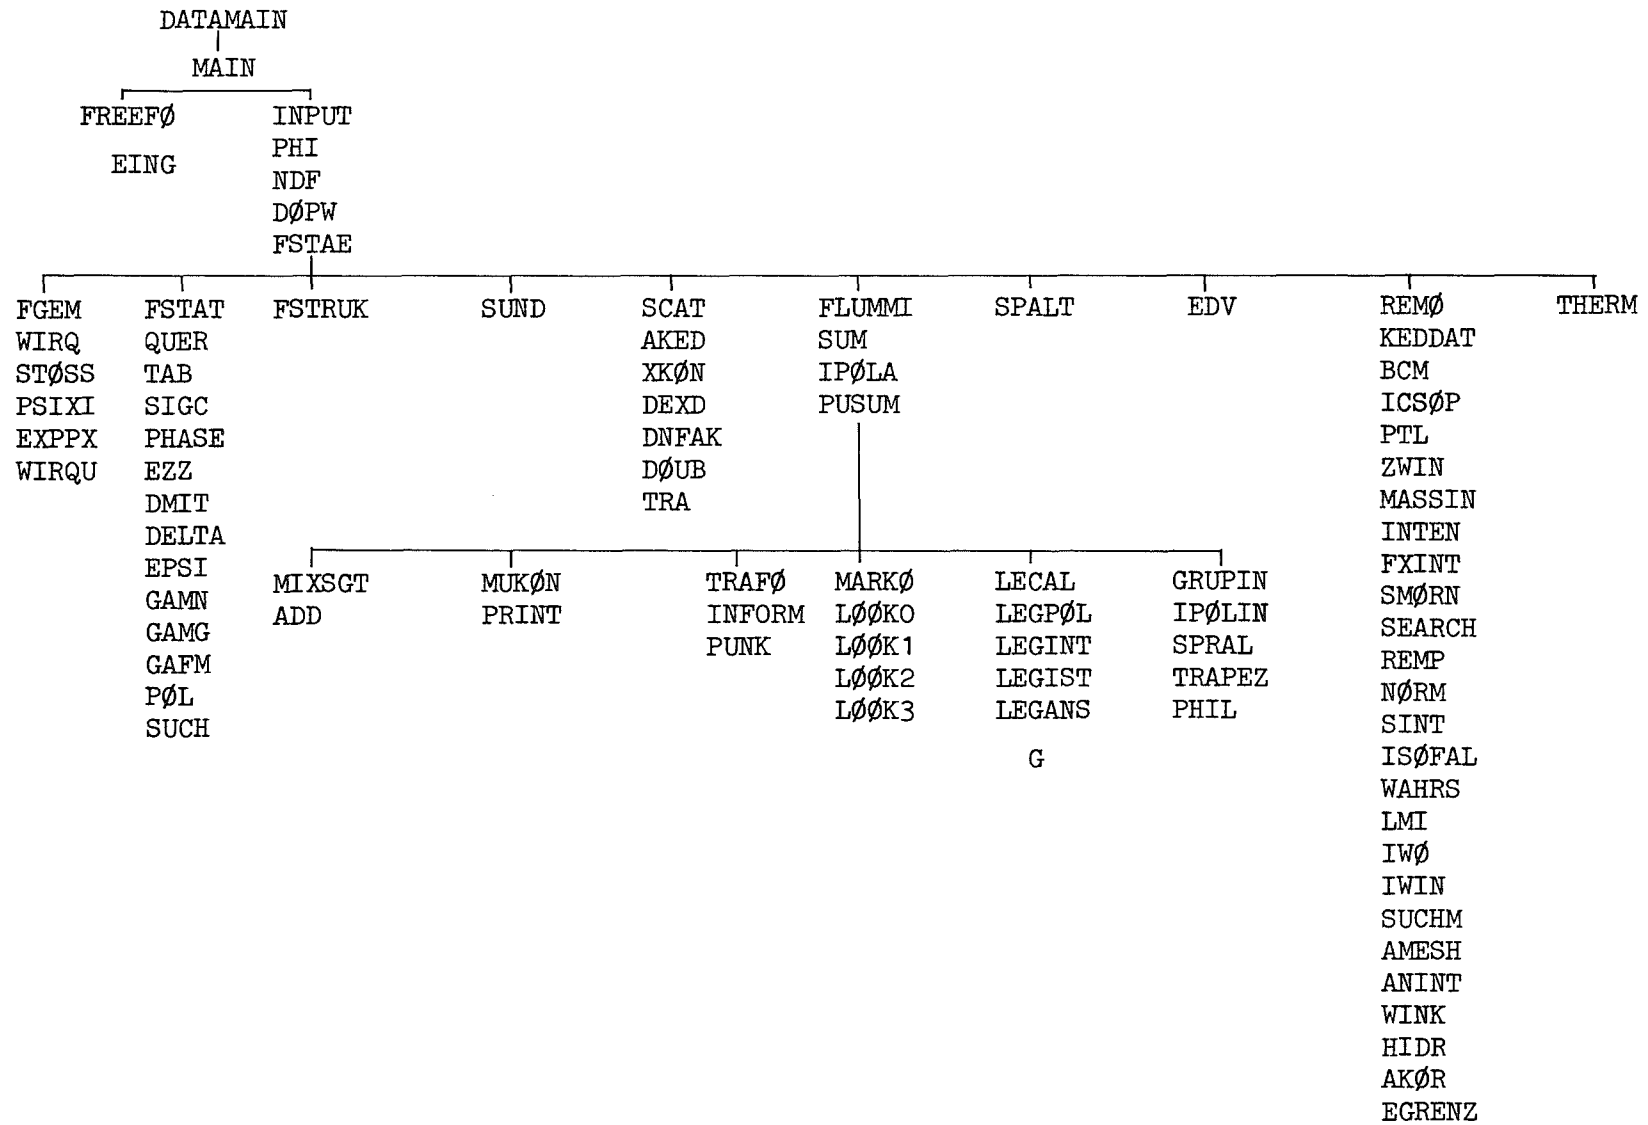 DATAMAIN
MAIN
FREEFØ INPUT
PHI
EING
NDF
DØPW
FSTAE
FGEM FSTAT FSTRUK SUND SCAT FLUMMI SPALT EDV REMØ THERM
WIRQ QUER AKED SUM KEDDAT
STØSS TAB XKØN IPØLA BCM
PSIXI SIGC DEXD PUSUM ICSØP
EXPPX PHASE DNFAK PTL
WIRQU EZZ DØUB ZWIN
DMIT TRA MASSIN
DELTA INTEN
EPSI FXINT
MIXSGT MUKØN TRAFØ MARKØ LECAL GRUPIN
GAMN SMØRN
ADD PRINT INFORM LØØKO LEGPØL IPØLIN
GAMG SEARCH
PUNK LØØK1 LEGINT SPRAL
GAFM REMP
LØØK2 LEGIST TRAPEZ
PØL NØRM
LØØK3 LEGANS PHIL
SUCH SINT
G ISØFAL
WAHRS
LMI
IWØ
IWIN
SUCHM
AMESH
ANINT
WINK
HIDR
AKØR
EGRENZ